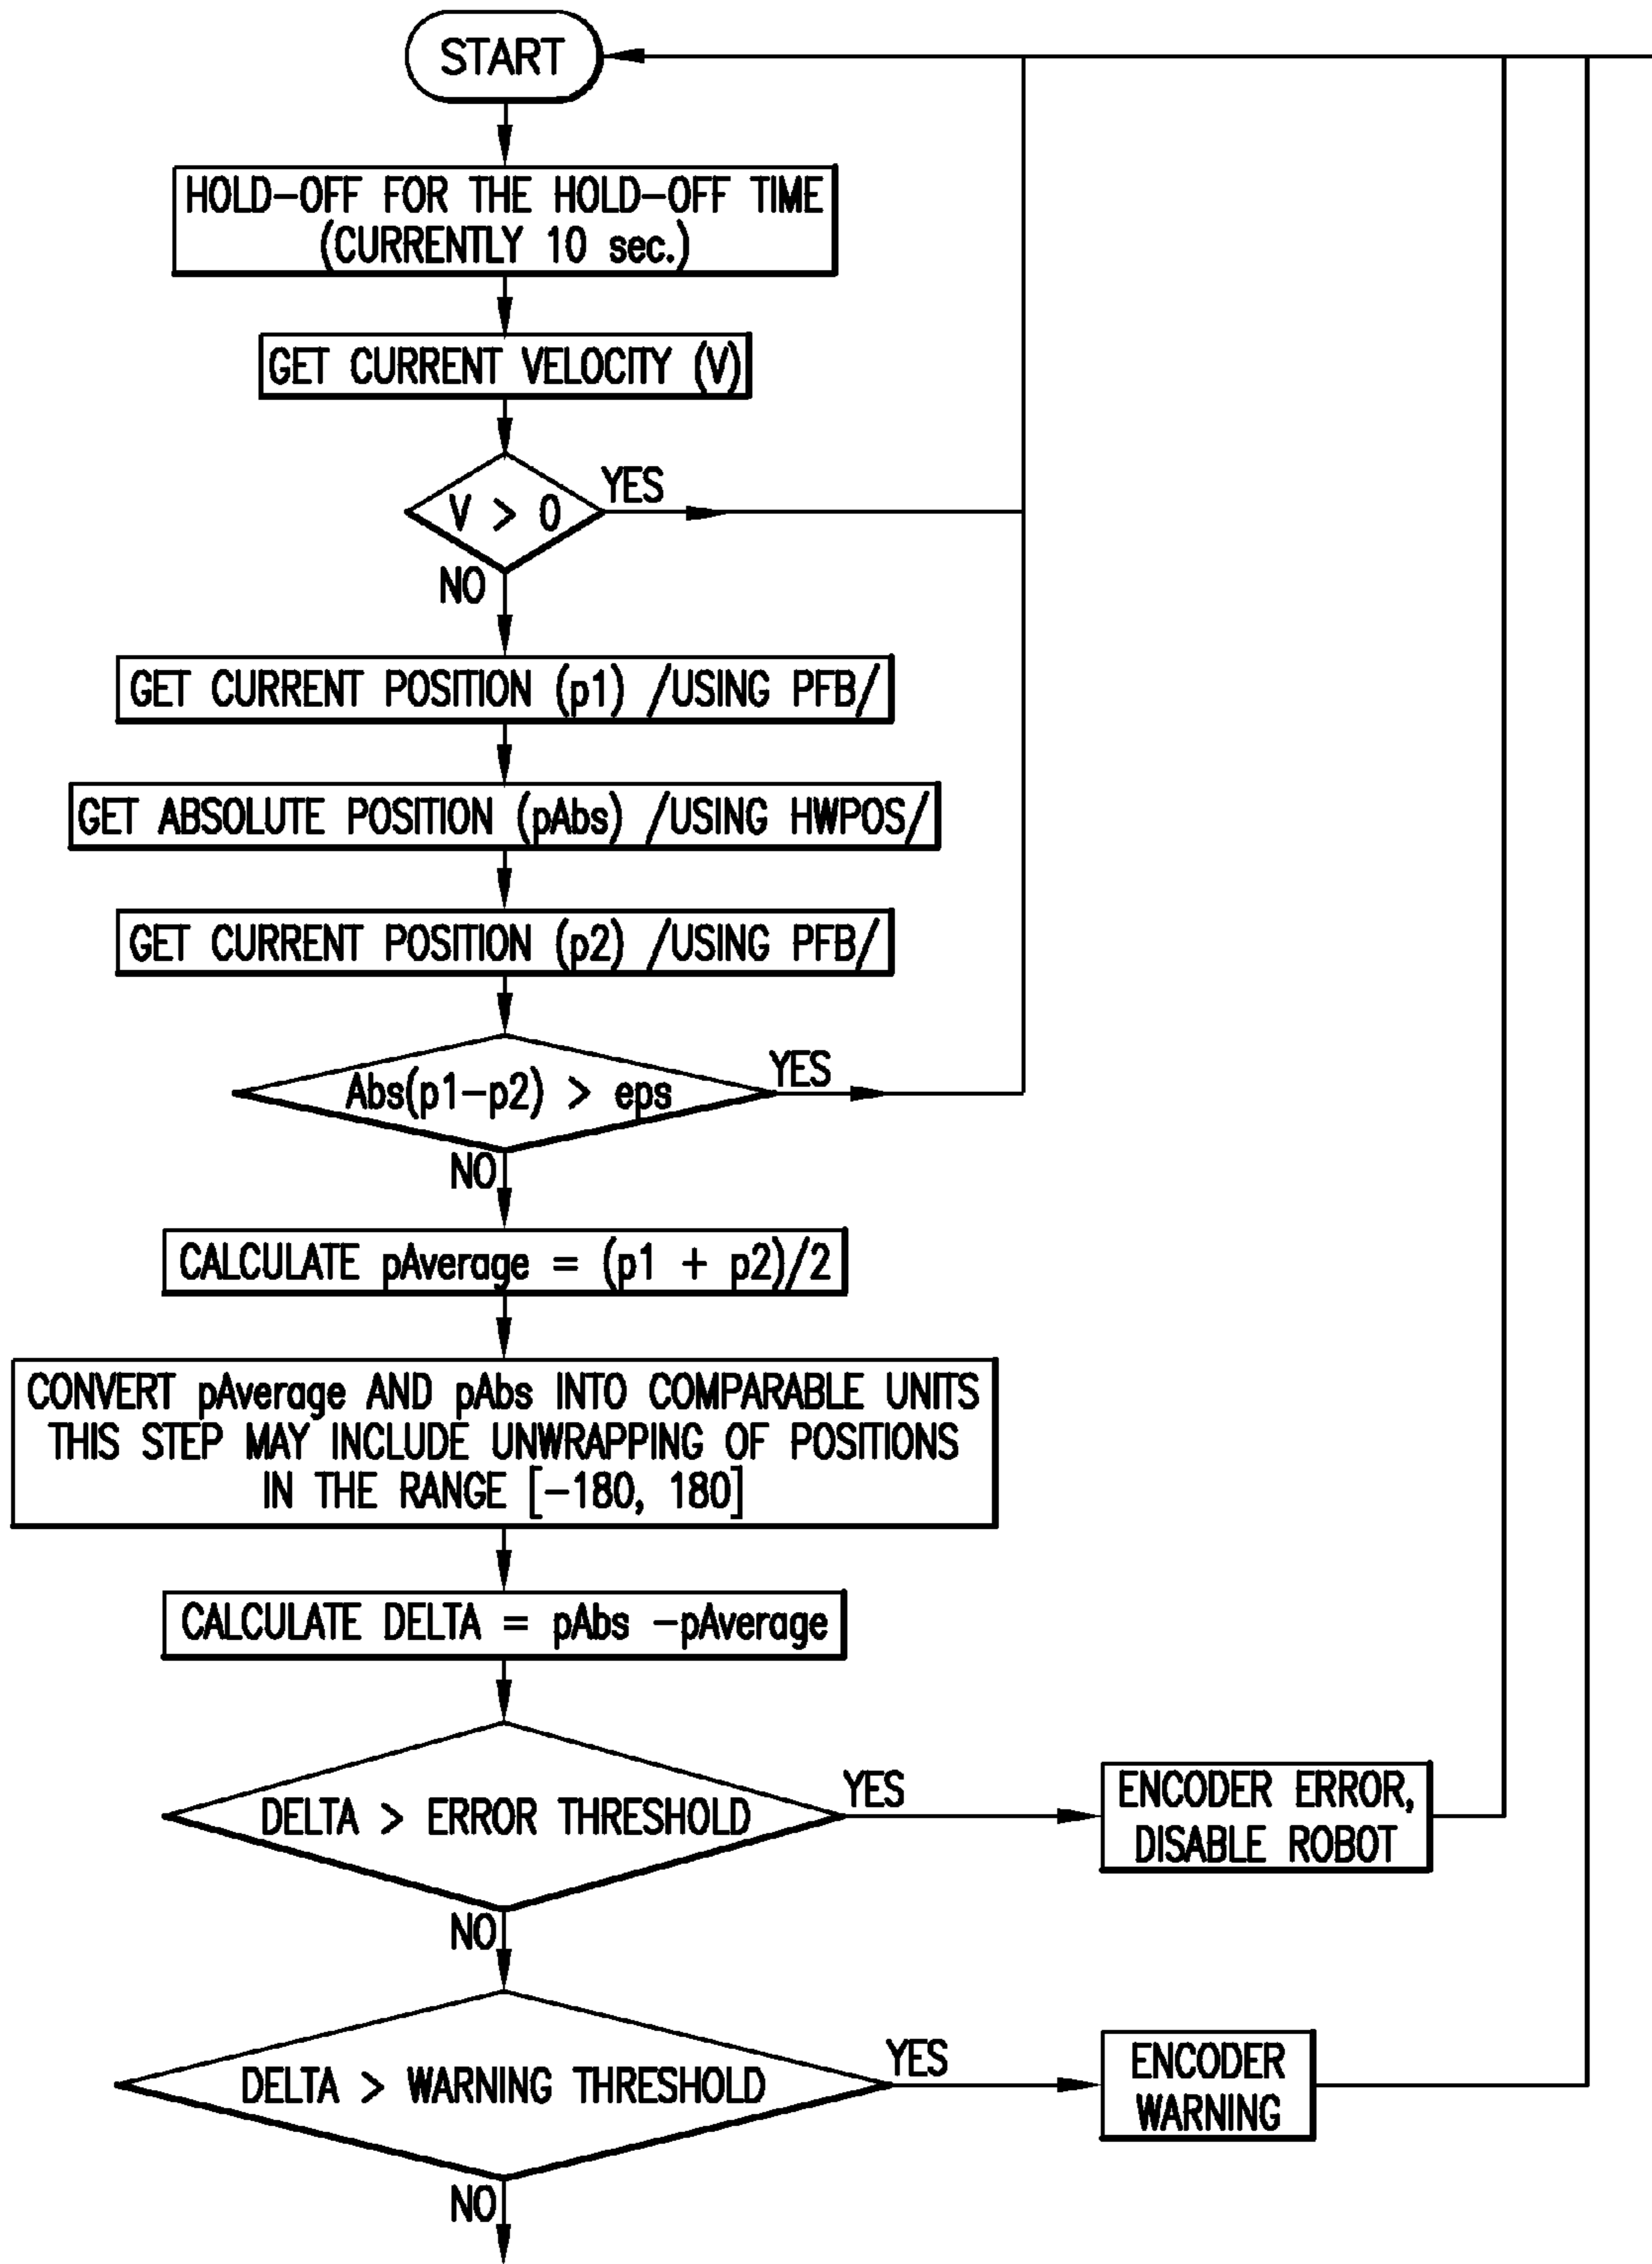 START
HOLD-OFF FOR THE HOLD-OFF TIME
(CURRENTLY 10 sec.)
GET CURRENT VELOCITY (V)
V > 0
YES
NO
GET CURRENT POSITION (p1) /USING PFB/
GET ABSOLUTE POSITION (pAbs) /USING HWPOS/
GET CURRENT POSITION (p2) /USING PFB/
Abs(p1-p2) > eps
YES
NO
CALCULATE pAverage = (p1 + p2)/2
CONVERT pAverage AND pAbs INTO COMPARABLE UNITS
THIS STEP MAY INCLUDE UNWRAPPING OF POSITIONS
IN THE RANGE [-180, 180]
CALCULATE DELTA = pAbs -pAverage
DELTA > ERROR THRESHOLD
YES
ENCODER ERROR,
DISABLE ROBOT
NO
DELTA > WARNING THRESHOLD
YES
ENCODER
WARNING
NO